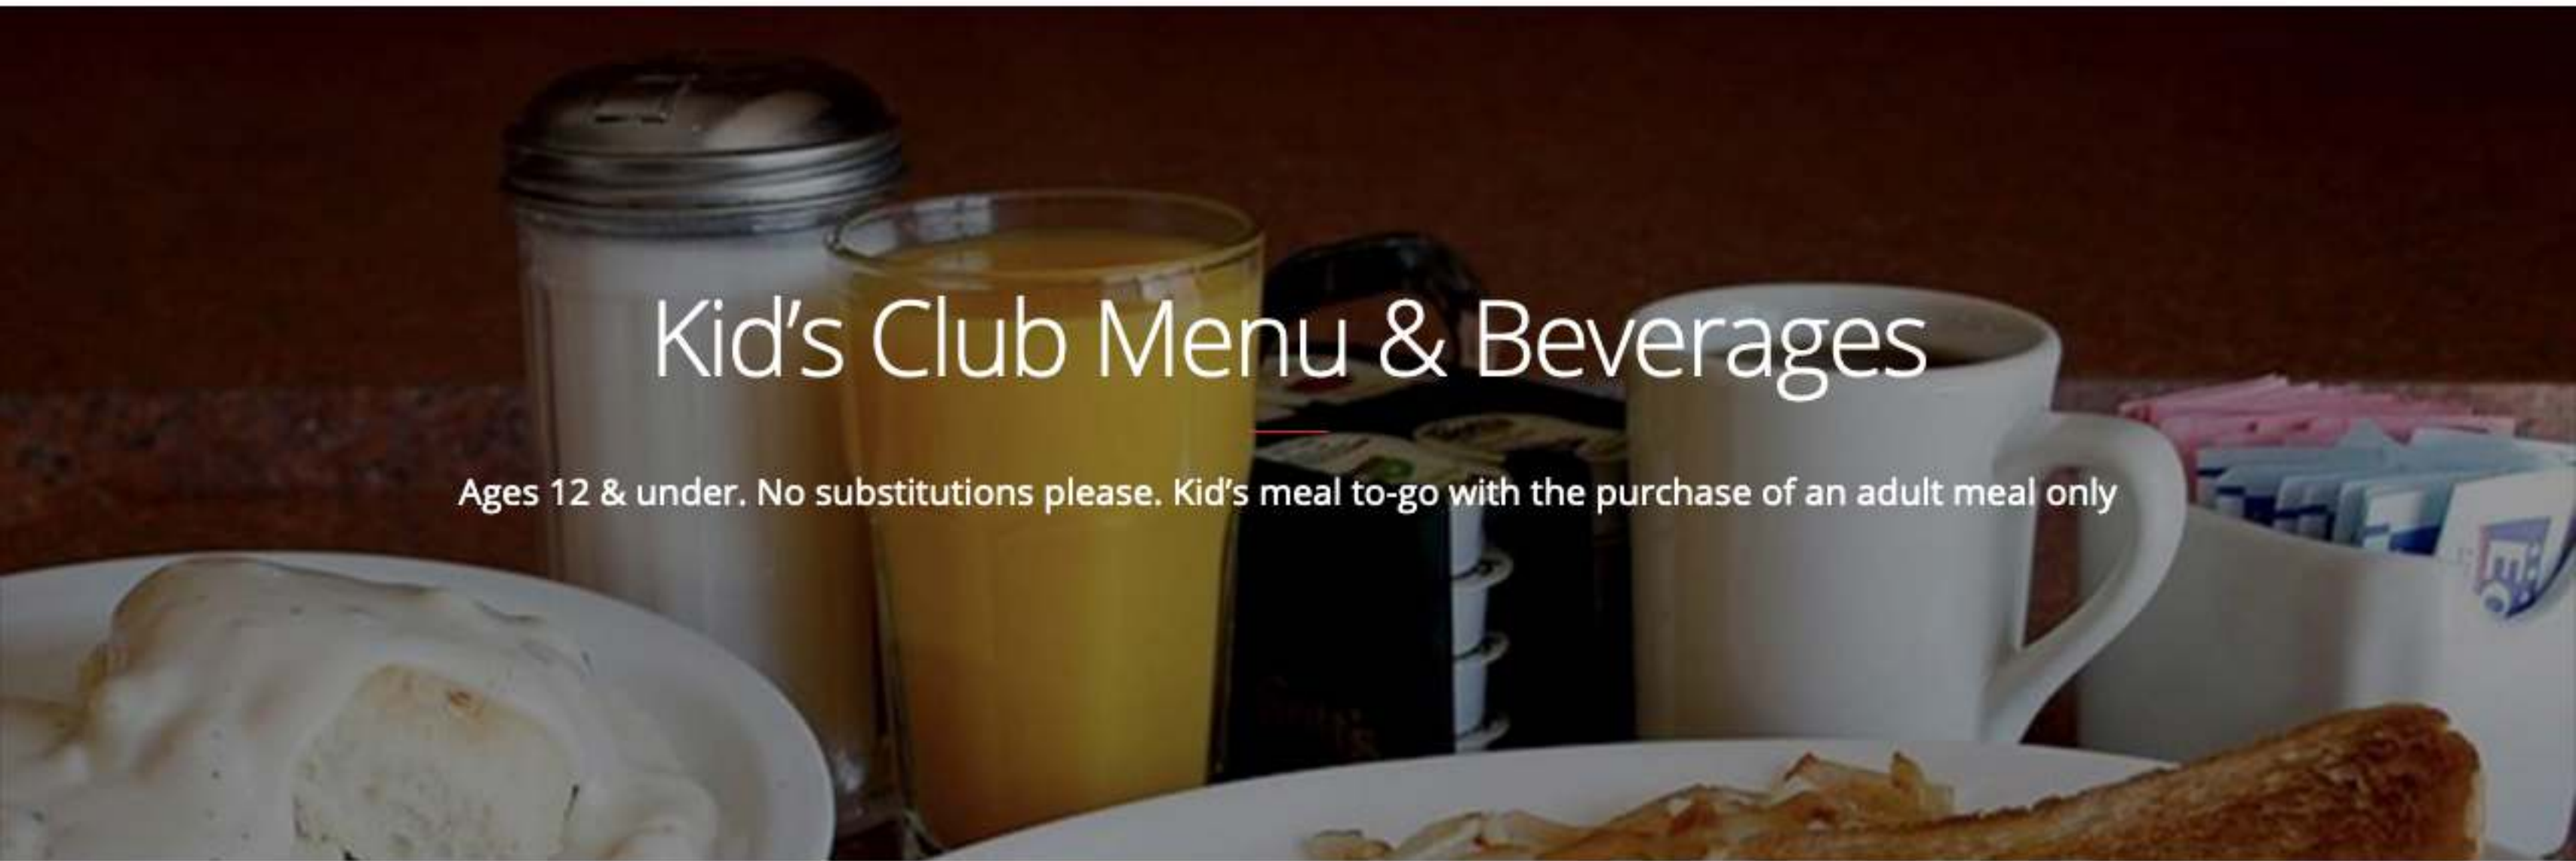 Kid's Club Menu & Beverages
Ages 12 & under. No substitutions please. Kid's meal to-go with the purchase of an adult meal only